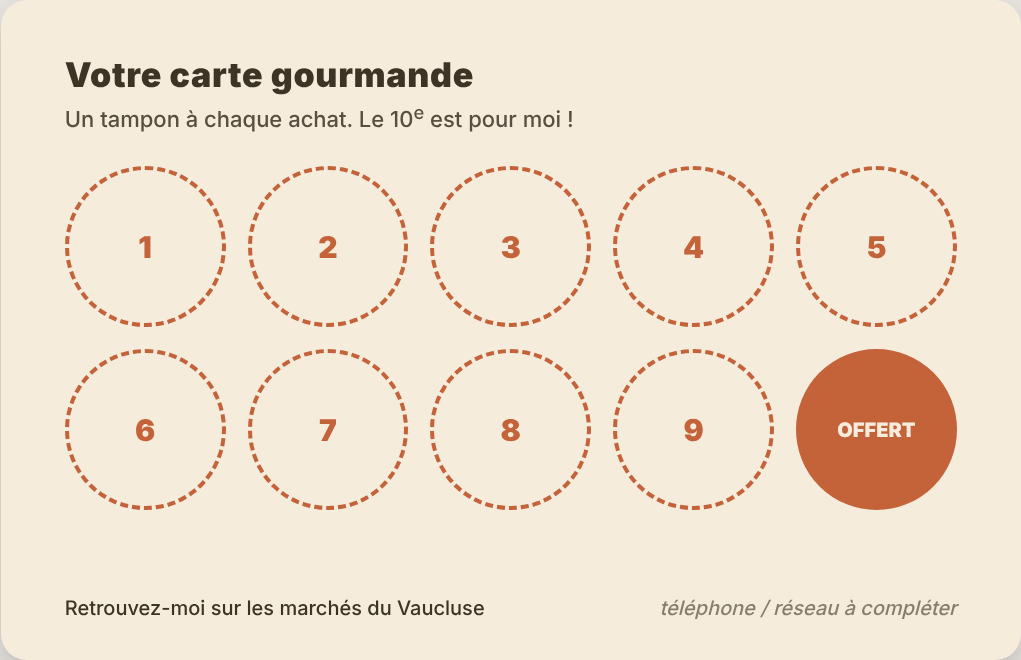 Votre carte gourmande
Un tampon à chaque achat. Le 10e est pour moi !
1 2 3 4 5
6 7 8 9 OFFERT
Retrouvez-moi sur les marchés du Vaucluse
téléphone / réseau à compléter